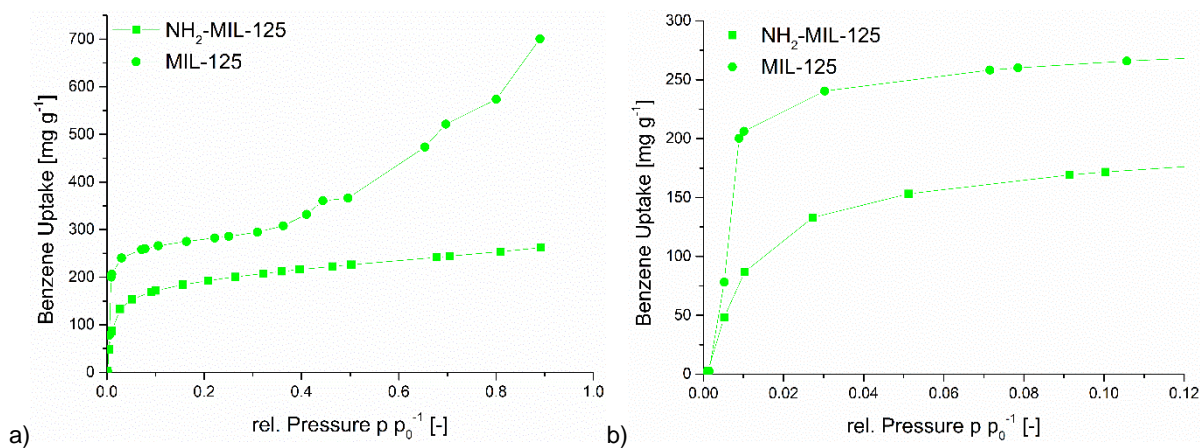 NH₂-MIL-125
MIL-125
Benzene Uptake [mg g⁻¹]
700
600
500
400
300
200
100
0
0.0 0.2 0.4 0.6 0.8 1.0
rel. Pressure p p₀⁻¹ [-]
a)
NH₂-MIL-125
MIL-125
Benzene Uptake [mg g⁻¹]
300
250
200
150
100
50
0
0.00 0.02 0.04 0.06 0.08 0.10 0.12
rel. Pressure p p₀⁻¹ [-]
b)